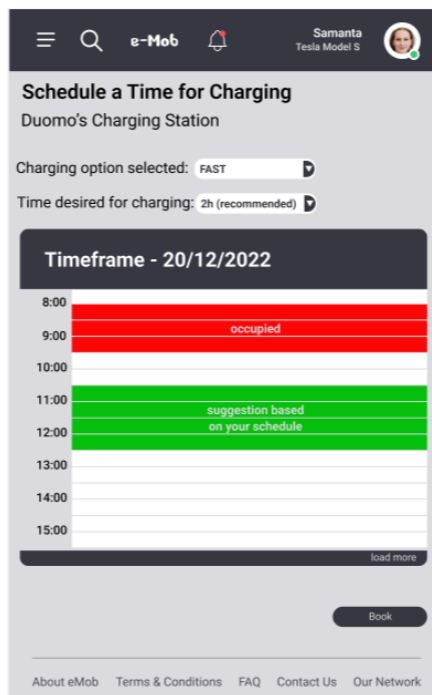 e-Mob
Samanta
Tesla Model S
Schedule a Time for Charging
Duomo's Charging Station
Charging option selected: FAST
Time desired for charging: 2h (recommended)
Timeframe - 20/12/2022
8:00
occupied
9:00
10:00
11:00
suggestion based
on your schedule
12:00
13:00
14:00
15:00
load more
Book
About eMob Terms & Conditions FAQ Contact Us Our Network